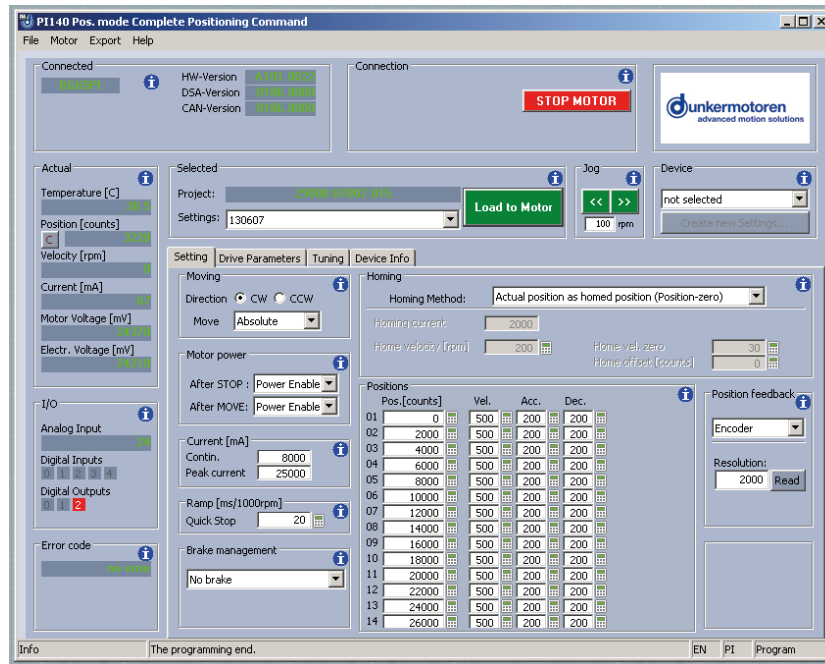 PI140 Pos. mode Complete Positioning Command
File Motor Export Help
Connected
HW-Version
DSA-Version
CAN-Version
Connection
STOP MOTOR
dunkermotoren
advanced motion solutions
Actual
Temperature [C]
Position [counts]
C
Velocity [rpm]
0
Current [mA]
Motor Voltage [mV]
Electr. Voltage [mV]
I/O
Analog Input
24
Digital Inputs
0 1 2 3 4
Digital Outputs
0 1 2
Error code
No error
Selected
Project:
Settings: 130607
Load to Motor
Jog
<< >>
100 rpm
Device
not selected
Create new Settings...
Setting Drive Parameters Tuning Device Info
Moving
Direction CW CCW
Move Absolute
Motor power
After STOP : Power Enable
After MOVE: Power Enable
Current [mA]
Contin. 8000
Peak current 25000
Ramp [ms/1000rpm]
Quick Stop 20
Brake management
No brake
Homing
Homing Method: Actual position as homed position (Position-zero)
Homing current 2000
Home velocity [rpm] 200
Home vel. zero 30
Home offset [counts] 0
Positions
Pos.[counts] Vel. Acc. Dec.
01 0 500 200 200
02 2000 500 200 200
03 4000 500 200 200
04 6000 500 200 200
05 8000 500 200 200
06 10000 500 200 200
07 12000 500 200 200
08 14000 500 200 200
09 16000 500 200 200
10 18000 500 200 200
11 20000 500 200 200
12 22000 500 200 200
13 24000 500 200 200
14 26000 500 200 200
Position feedback
Encoder
Resolution:
2000 Read
Info The programming end. EN PI Program